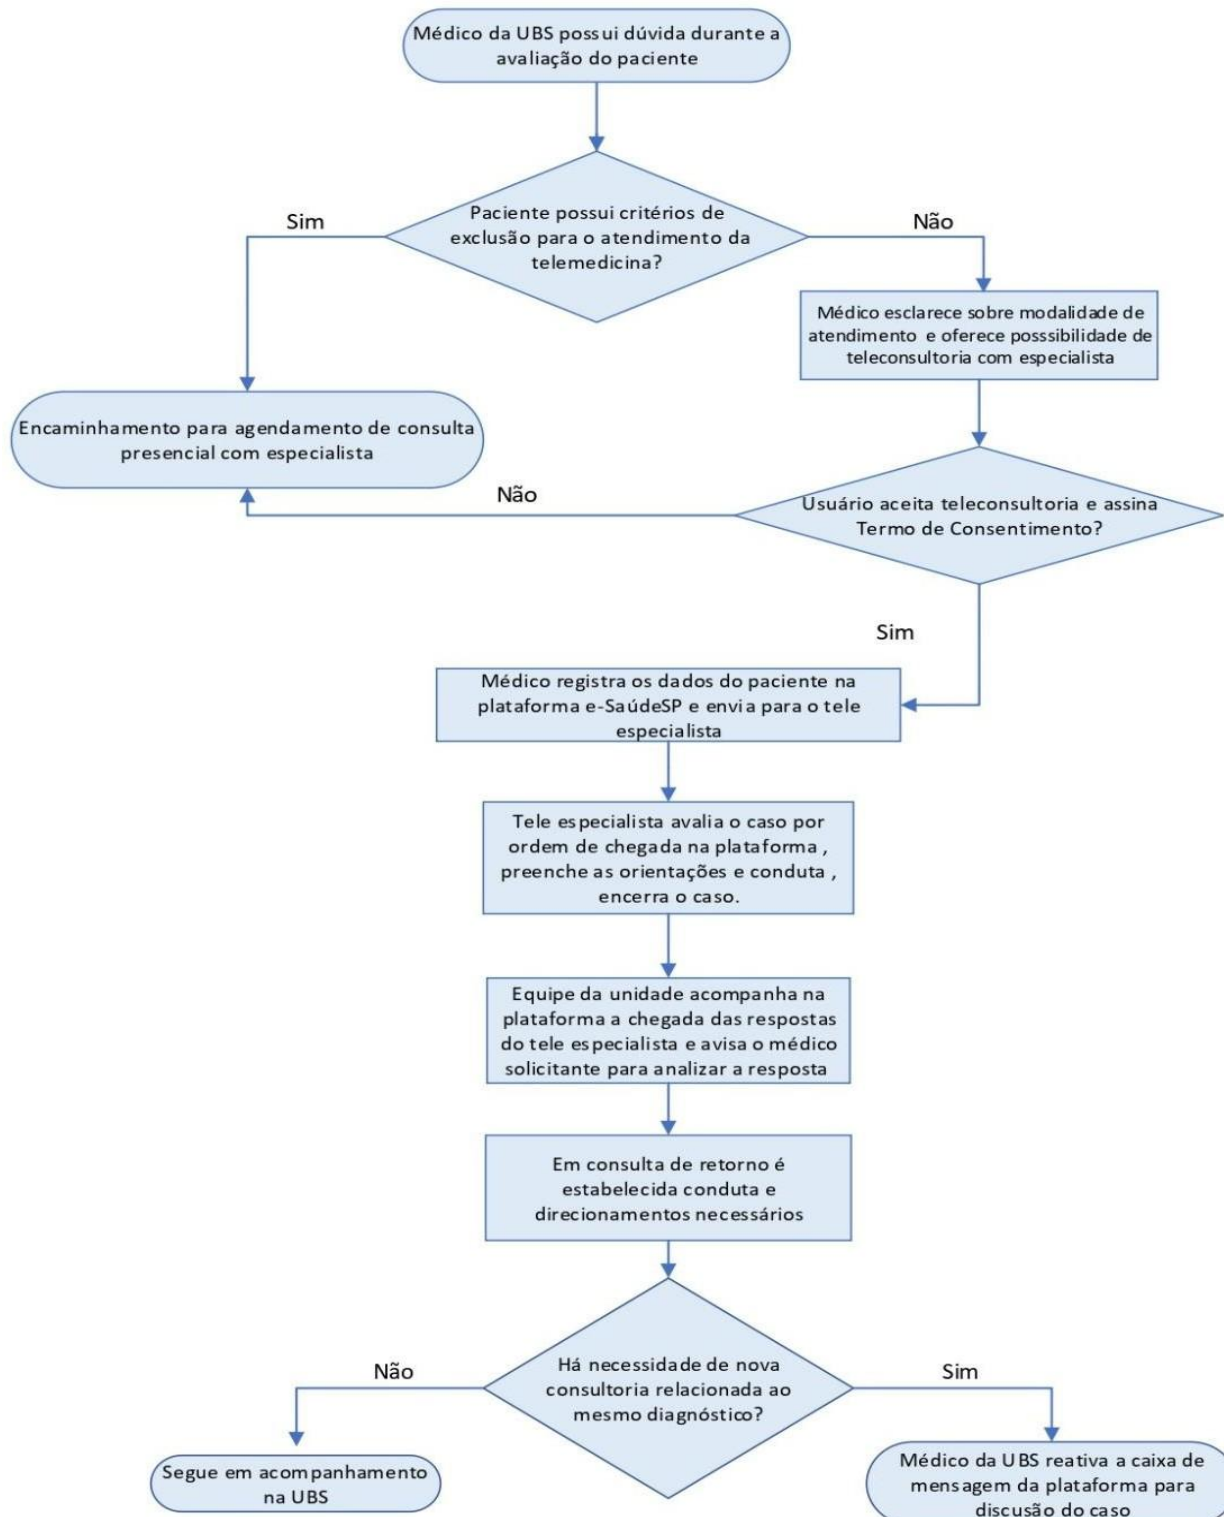 Médico da UBS possui dúvida durante a
avaliação do paciente
Paciente possui critérios de
exclusão para o atendimento da
telemedicina?
Sim
Não
Médico esclarece sobre modalidade de
atendimento e oferece posssibilidade de
teleconsultoria com especialista
Encaminhamento para agendamento de consulta
presencial com especialista
Não
Usuário aceita teleconsultoria e assina
Termo de Consentimento?
Sim
Médico registra os dados do paciente na
plataforma e-SaúdeSP e envia para o tele
especialista
Tele especialista avalia o caso por
ordem de chegada na plataforma ,
preenche as orientações e conduta ,
encerra o caso.
Equipe da unidade acompanha na
plataforma a chegada das respostas
do tele especialista e avisa o médico
solicitante para analizar a resposta
Em consulta de retorno é
estabelecida conduta e
direcionamentos necessários
Há necessidade de nova
consultoria relacionada ao
mesmo diagnóstico?
Não
Sim
Segue em acompanhamento
na UBS
Médico da UBS reativa a caixa de
mensagem da plataforma para
discusão do caso